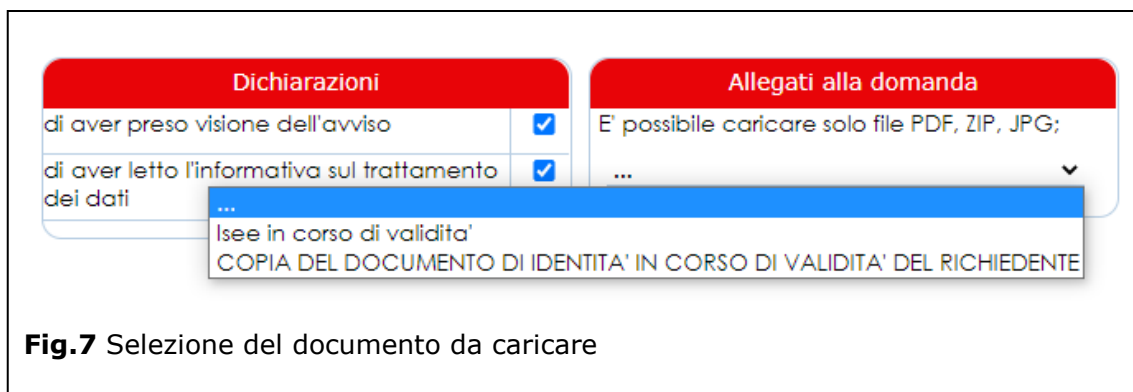 Dichiarazioni
di aver preso visione dell'avviso
di aver letto l'informativa sul trattamento
dei dati
Allegati alla domanda
E' possibile caricare solo file PDF, ZIP, JPG;
...
...
Isee in corso di validita'
COPIA DEL DOCUMENTO DI IDENTITA' IN CORSO DI VALIDITA' DEL RICHIEDENTE
Fig.7 Selezione del documento da caricare